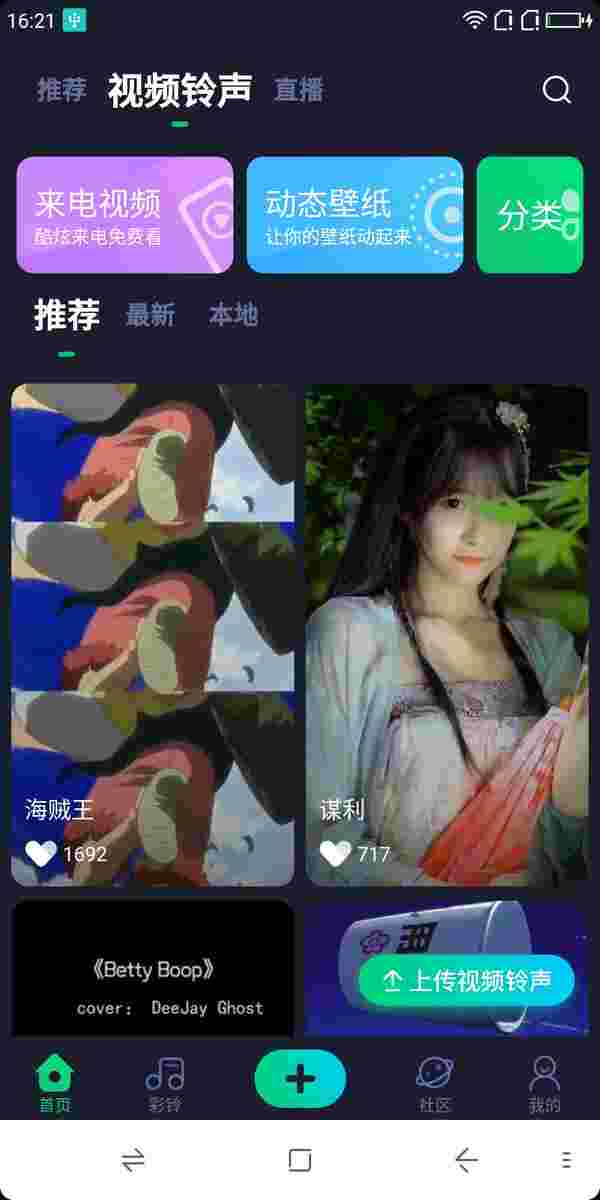 16:21
推荐 视频铃声 直播
来电视频 动态壁纸 分类
酷炫来电免费看 让你的壁纸动起来
推荐 最新 本地
海贼王 谋利
1692 717
《Betty Boop》
cover： DeeJay Ghost
上传视频铃声
首页 彩铃 社区 我的